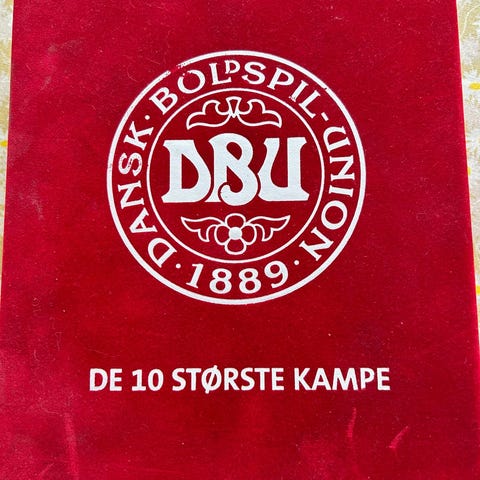 DANSK · BOLDSPIL-UNION
· 1889 ·
DBU
DE 10 STØRSTE KAMPE